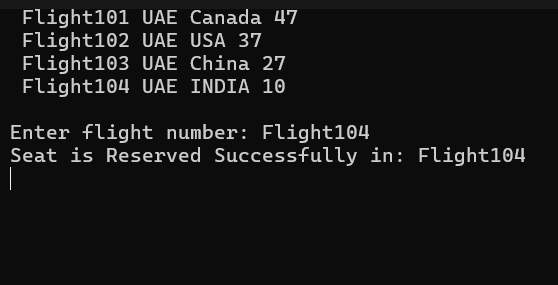 Flight101 UAE Canada 47
Flight102 UAE USA 37
Flight103 UAE China 27
Flight104 UAE INDIA 10
Enter flight number: Flight104
Seat is Reserved Successfully in: Flight104